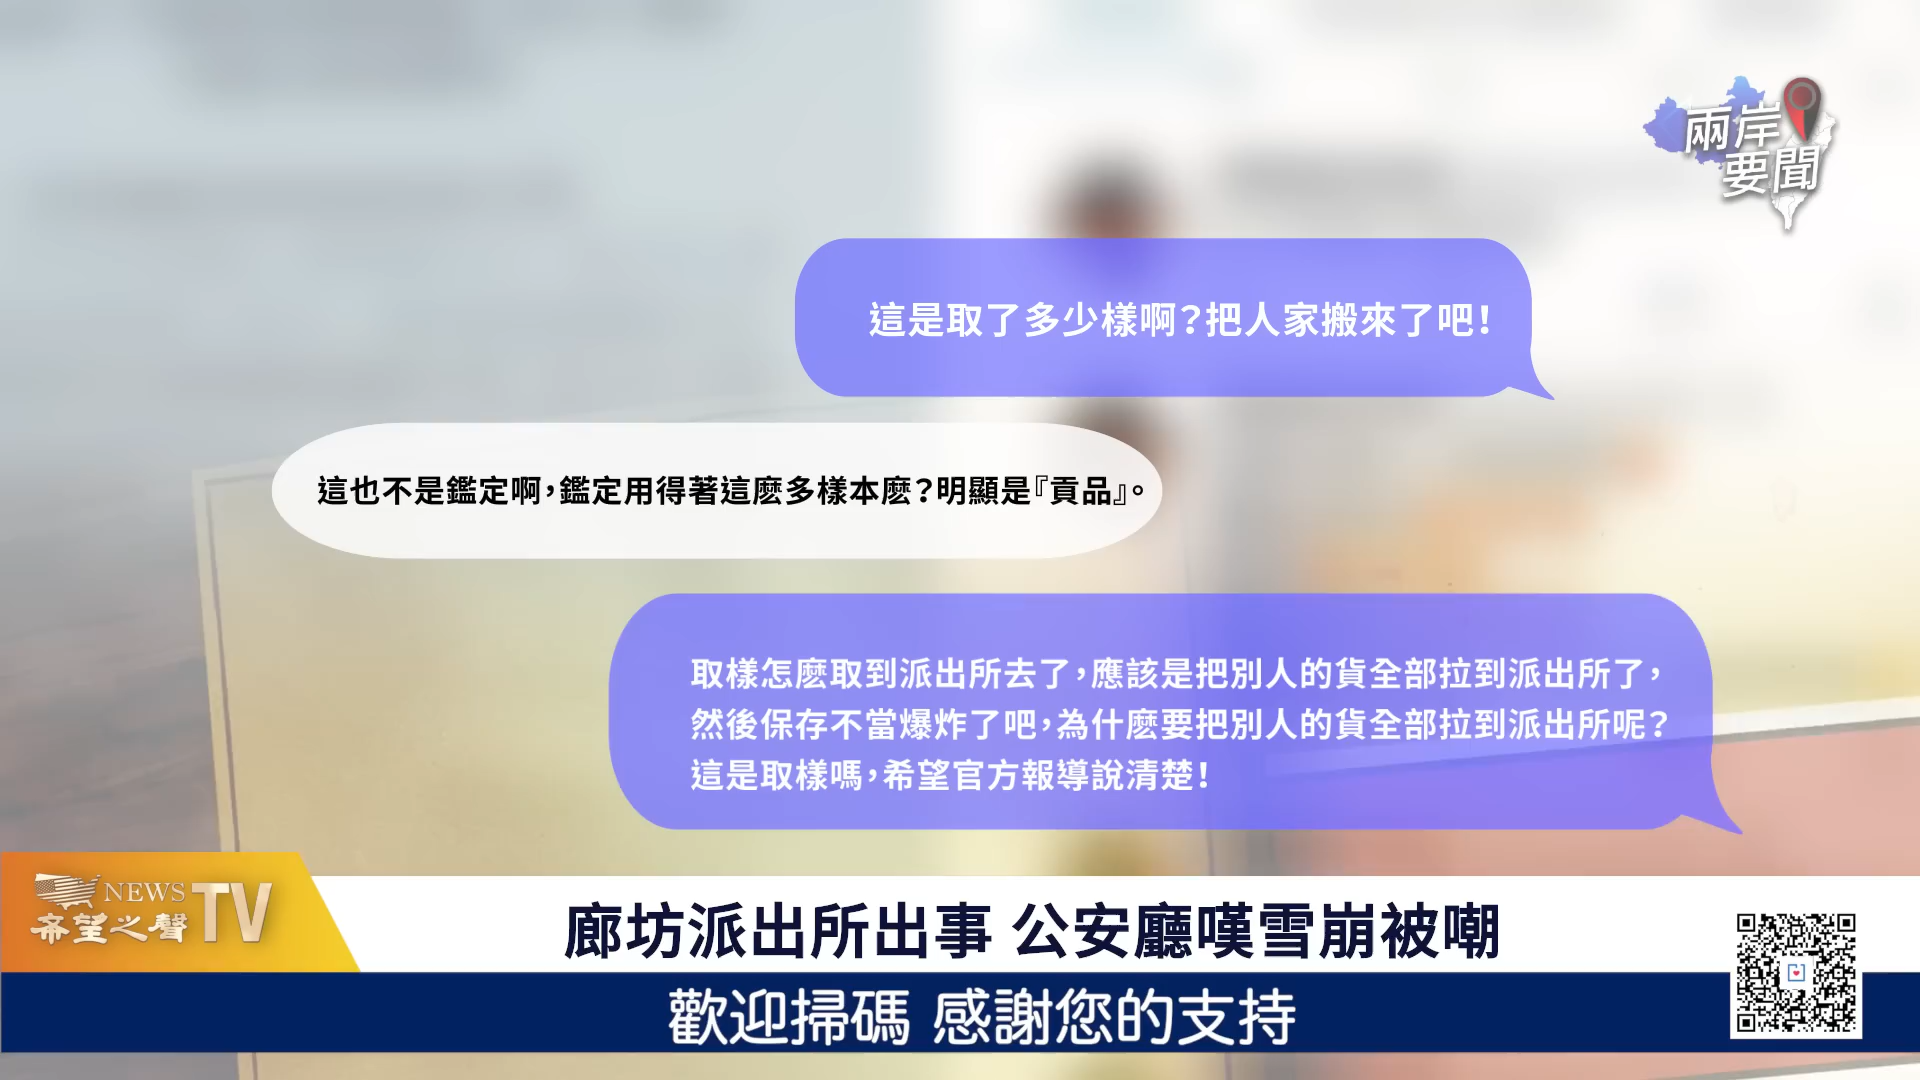 兩岸
要聞
這是取了多少樣啊？把人家搬來了吧！
這也不是鑑定啊，鑑定用得著這麽多樣本麽？明顯是『貢品』。
取樣怎麽取到派出所去了，應該是把別人的貨全部拉到派出所了，
然後保存不當爆炸了吧，為什麽要把別人的貨全部拉到派出所呢？
這是取樣嗎，希望官方報導說清楚！
NEWS
希望之聲 TV
廊坊派出所出事 公安廳嘆雪崩被嘲
歡迎掃碼 感謝您的支持